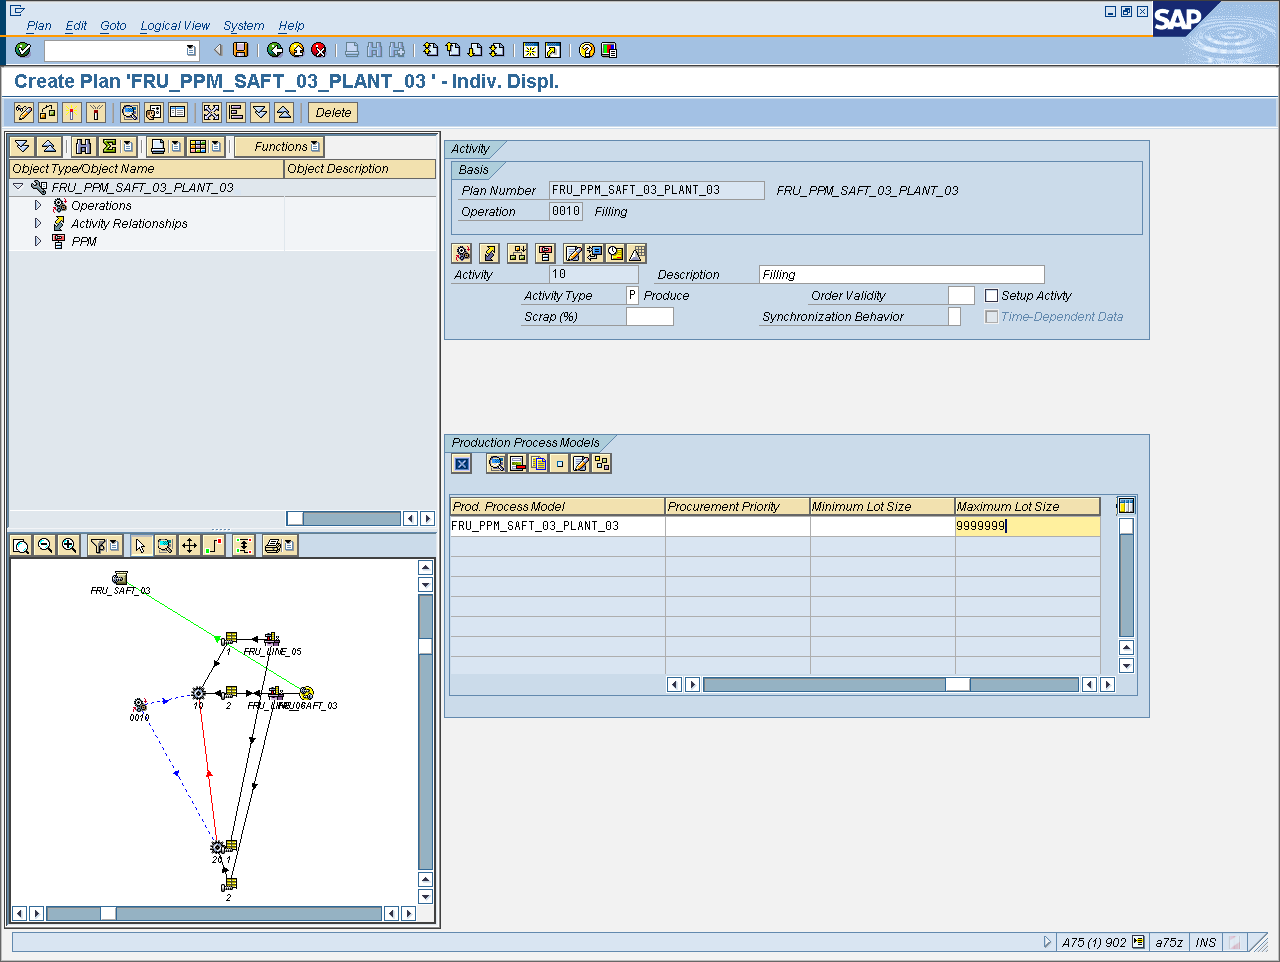 Plan Edit Goto Logical View System Help
SAP
Create Plan 'FRU_PPM_SAFT_03_PLANT_03 ' - Indiv. Displ.
Delete
Functions
Object Type/Object Name Object Description
FRU_PPM_SAFT_03_PLANT_03
Operations
Activity Relationships
PPM
Activity
Basis
Plan Number FRU_PPM_SAFT_03_PLANT_03 FRU_PPM_SAFT_03_PLANT_03
Operation 0010 Filling
Activity 10 Description Filling
Activity Type P Produce Order Validity Setup Activty
Scrap (%) Synchronization Behavior Time-Dependent Data
Production Process Models
Prod. Process Model Procurement Priority Minimum Lot Size Maximum Lot Size
FRU_PPM_SAFT_03_PLANT_03 9999999
FRU_SAFT_03
1 FRU_LINE_05
10 2
0010
20 1
2
A75 (1) 902 a75z INS